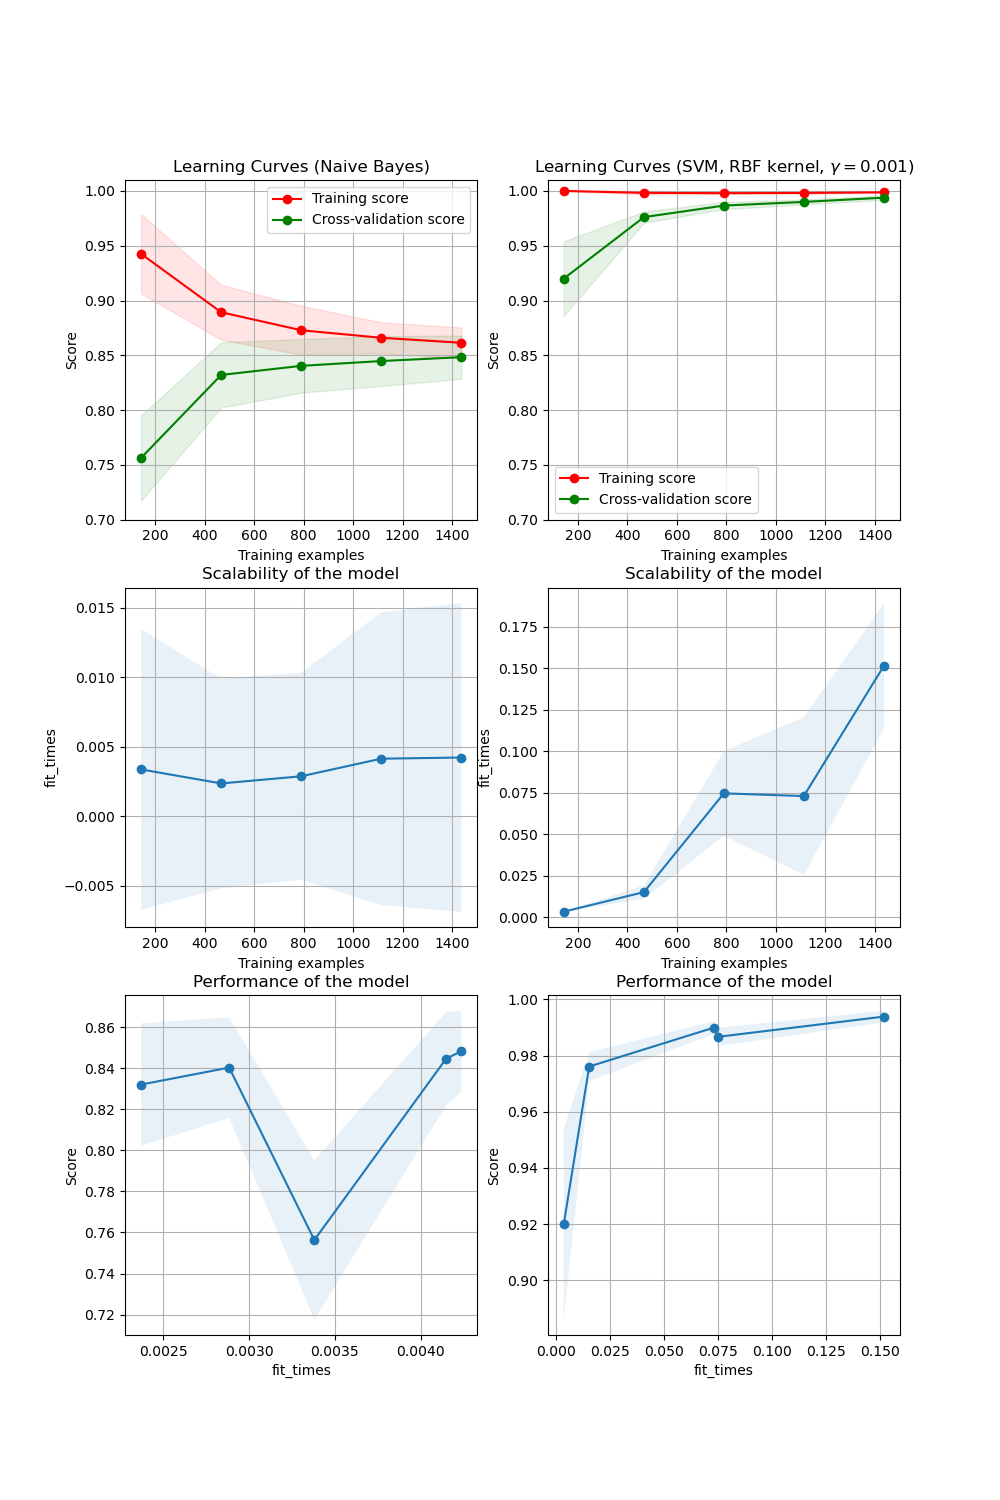 Learning Curves (Naive Bayes)
1.00
0.95
0.90
0.85
0.80
0.75
0.70
Score
Training score
Cross-validation score
200 400 600 800 1000 1200 1400
Training examples
Learning Curves (SVM, RBF kernel, γ = 0.001)
1.00
0.95
0.90
0.85
0.80
0.75
0.70
Score
Training score
Cross-validation score
200 400 600 800 1000 1200 1400
Training examples
Scalability of the model
0.015
0.010
0.005
0.000
−0.005
fit_times
200 400 600 800 1000 1200 1400
Training examples
Scalability of the model
0.175
0.150
0.125
0.100
0.075
0.050
0.025
0.000
fit_times
200 400 600 800 1000 1200 1400
Training examples
Performance of the model
0.86
0.84
0.82
0.80
0.78
0.76
0.74
0.72
Score
0.0025 0.0030 0.0035 0.0040
fit_times
Performance of the model
1.00
0.98
0.96
0.94
0.92
0.90
Score
0.000 0.025 0.050 0.075 0.100 0.125 0.150
fit_times